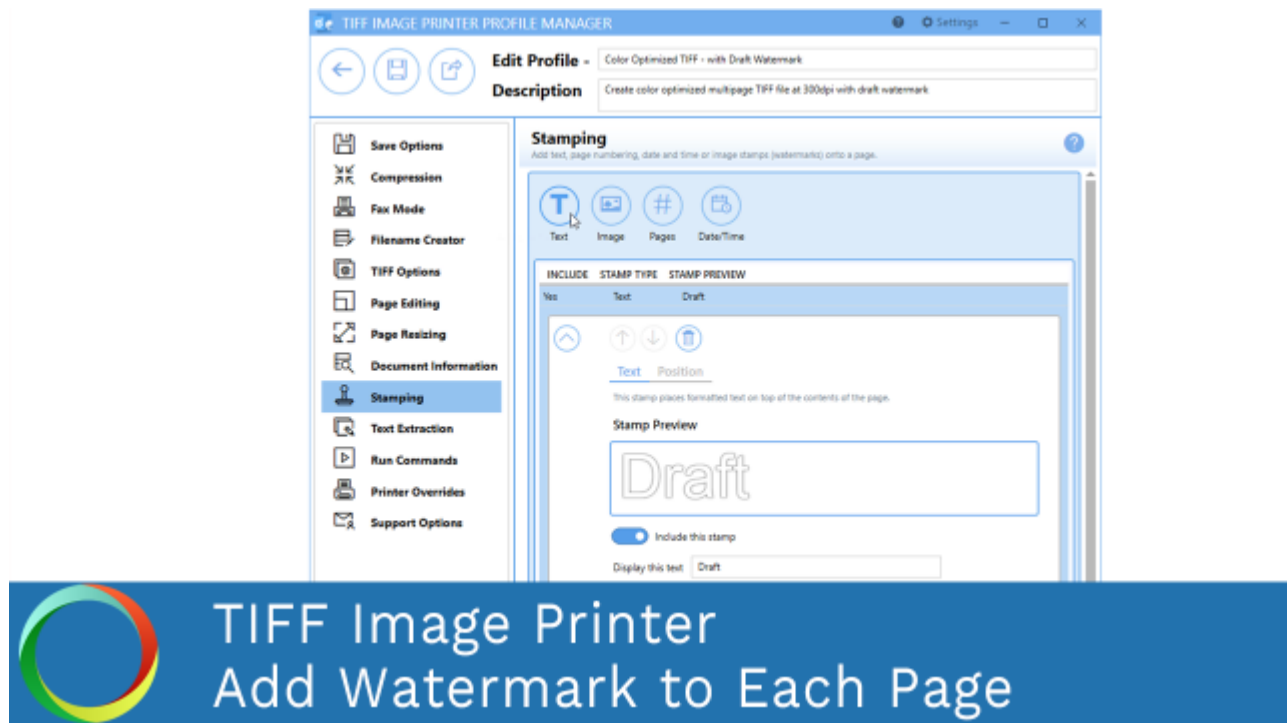 de TIFF IMAGE PRINTER PROFILE MANAGER
Settings
Edit Profile - Color Optimized TIFF - with Draft Watermark
Description Create color optimized multipage TIFF file at 300dpi with draft watermark
Save Options
Compression
Fax Mode
Filename Creator
TIFF Options
Page Editing
Page Resizing
Document Information
Stamping
Text Extraction
Run Commands
Printer Overrides
Support Options
Stamping
Add text, page numbering, date and time or image stamps (watermarks) onto a page.
Text Image Pages Date/Time
INCLUDE STAMP TYPE STAMP PREVIEW
Yes Text Draft
Text Position
This stamp places formatted text on top of the contents of the page.
Stamp Preview
Draft
Include this stamp
Display this text Draft
TIFF Image Printer
Add Watermark to Each Page